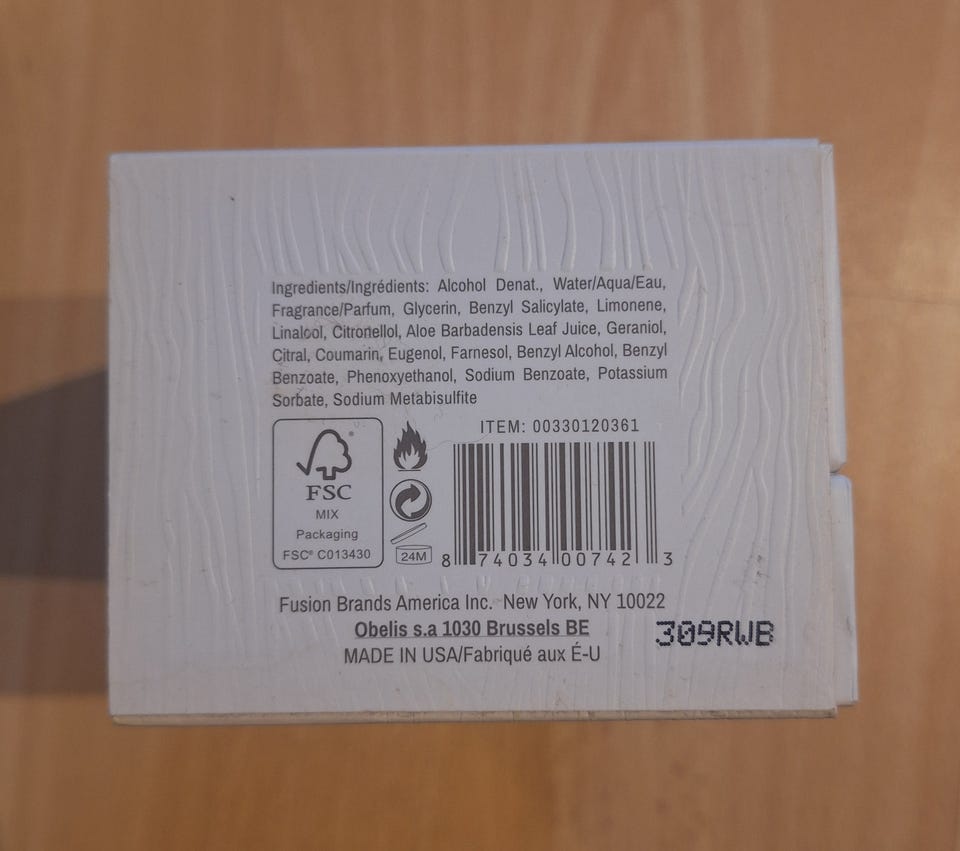 Ingredients/Ingrédients: Alcohol Denat., Water/Aqua/Eau,
Fragrance/Parfum, Glycerin, Benzyl Salicylate, Limonene,
Linalool, Citronellol, Aloe Barbadensis Leaf Juice, Geraniol,
Citral, Coumarin, Eugenol, Farnesol, Benzyl Alcohol, Benzyl
Benzoate, Phenoxyethanol, Sodium Benzoate, Potassium
Sorbate, Sodium Metabisulfite
ITEM: 00330120361
®
FSC
MIX
Packaging
FSC® C013430
24M
8 74034 00742 3
Fusion Brands America Inc. New York, NY 10022
Obelis s.a 1030 Brussels BE
MADE IN USA/Fabriqué aux É-U
309RWB